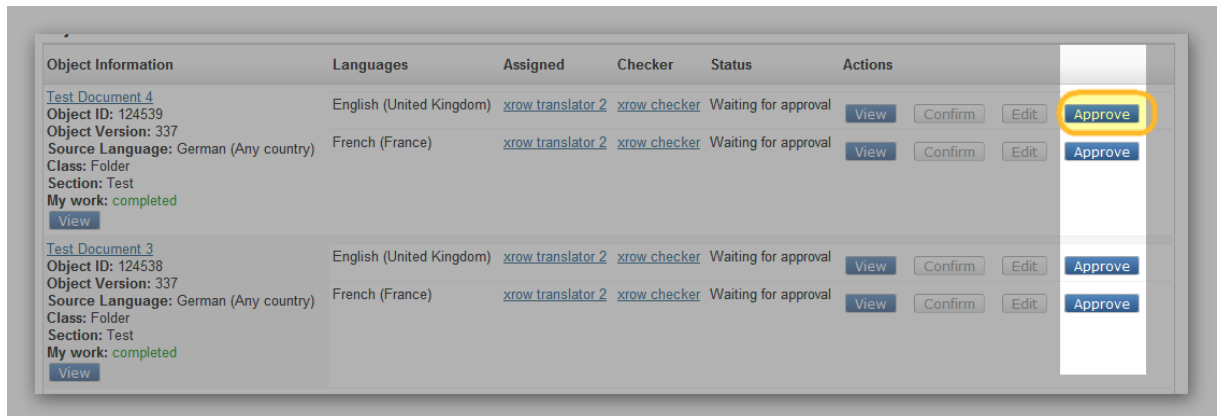 Object Information Languages Assigned Checker Status Actions
Test Document 4
Object ID: 124539
Object Version: 337
Source Language: German (Any country)
Class: Folder
Section: Test
My work: completed
View
English (United Kingdom) xrow translator 2 xrow checker Waiting for approval View Confirm Edit Approve
French (France) xrow translator 2 xrow checker Waiting for approval View Confirm Edit Approve
Test Document 3
Object ID: 124538
Object Version: 337
Source Language: German (Any country)
Class: Folder
Section: Test
My work: completed
View
English (United Kingdom) xrow translator 2 xrow checker Waiting for approval View Confirm Edit Approve
French (France) xrow translator 2 xrow checker Waiting for approval View Confirm Edit Approve